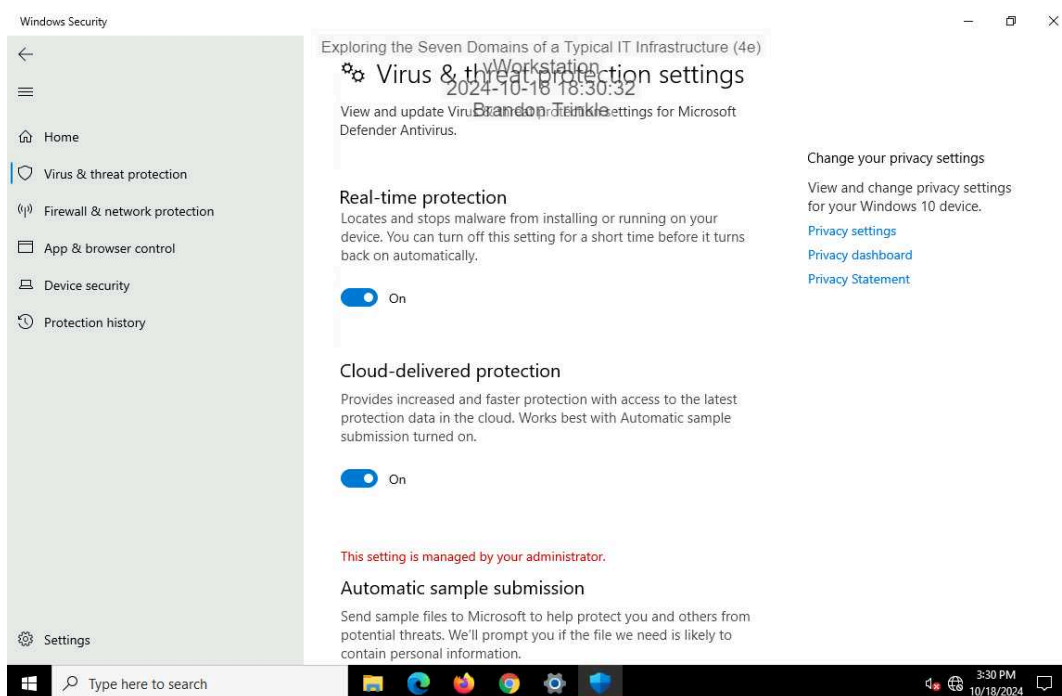 Windows Security
Exploring the Seven Domains of a Typical IT Infrastructure (4e)
vWorkstation
2024-10-18 18:30:32
Brandon Trinkle
Home
Virus & threat protection
Firewall & network protection
App & browser control
Device security
Protection history
Settings
Virus & threat protection settings
View and update Virus & threat protection settings for Microsoft
Defender Antivirus.
Real-time protection
Locates and stops malware from installing or running on your
device. You can turn off this setting for a short time before it turns
back on automatically.
On
Cloud-delivered protection
Provides increased and faster protection with access to the latest
protection data in the cloud. Works best with Automatic sample
submission turned on.
On
This setting is managed by your administrator.
Automatic sample submission
Send sample files to Microsoft to help protect you and others from
potential threats. We'll prompt you if the file we need is likely to
contain personal information.
Change your privacy settings
View and change privacy settings
for your Windows 10 device.
Privacy settings
Privacy dashboard
Privacy Statement
Type here to search
3:30 PM
10/18/2024